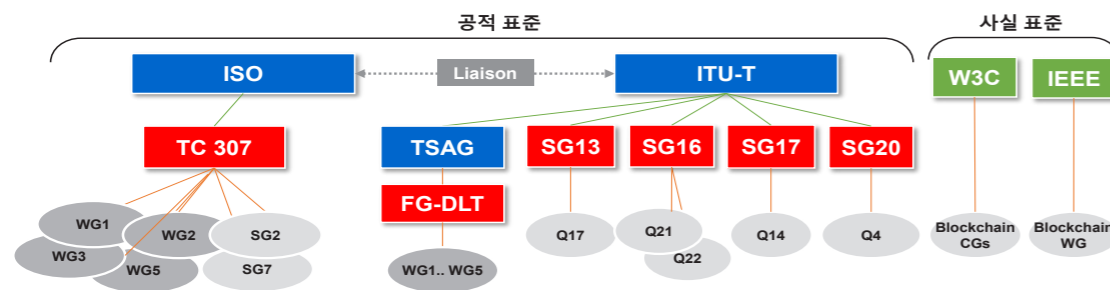 공적 표준
사실 표준
ISO
Liaison
ITU-T
W3C
IEEE
TC 307
TSAG
SG13
SG16
SG17
SG20
FG-DLT
WG1
WG2
SG2
WG3
WG5
SG7
WG1.. WG5
Q17
Q21
Q22
Q14
Q4
Blockchain
CGs
Blockchain
WG